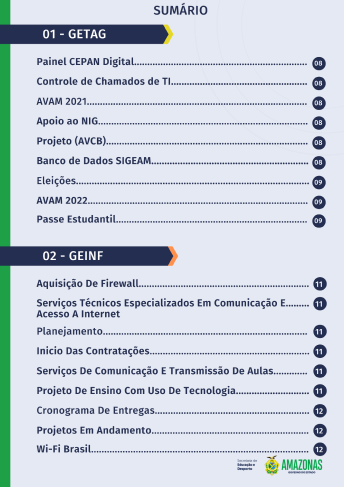 SUMÁRIO
01 - GETAG
Painel CEPAN Digital........................................................ 08
Controle de Chamados de TI............................................ 08
AVAM 2021...................................................................... 08
Apoio ao NIG................................................................... 08
Projeto (AVCB)................................................................. 08
Banco de Dados SIGEAM................................................. 08
Eleições............................................................................ 09
AVAM 2022...................................................................... 09
Passe Estudantil.............................................................. 09
02 - GEINF
Aquisição De Firewall....................................................... 11
Serviços Técnicos Especializados Em Comunicação E......... 11
Acesso A Internet
Planejamento................................................................... 11
Inicio Das Contratações................................................... 11
Serviços De Comunicação E Transmissão De Aulas............. 11
Projeto De Ensino Com Uso De Tecnologia......................... 11
Cronograma De Entregas.................................................. 12
Projetos Em Andamento................................................... 12
Wi-Fi Brasil....................................................................... 12
Secretaria de
Educação e
Desporto
AMAZONAS
GOVERNO DO ESTADO